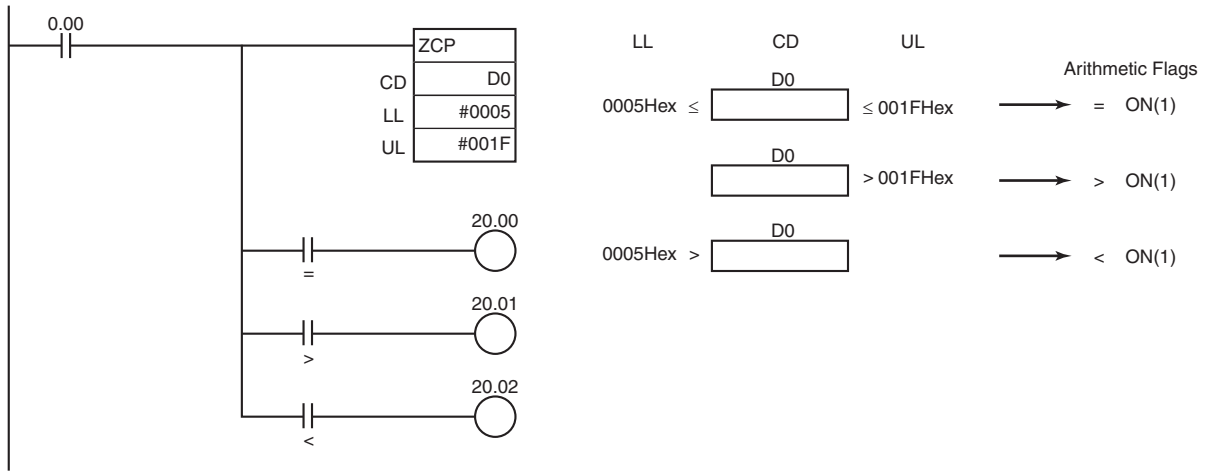 0.00
ZCP
CD D0
LL #0005
UL #001F
20.00
=
20.01
>
20.02
<
LL CD UL
Arithmetic Flags
D0
0005Hex ≤ ≤ 001FHex = ON(1)
D0
> 001FHex > ON(1)
D0
0005Hex > < ON(1)